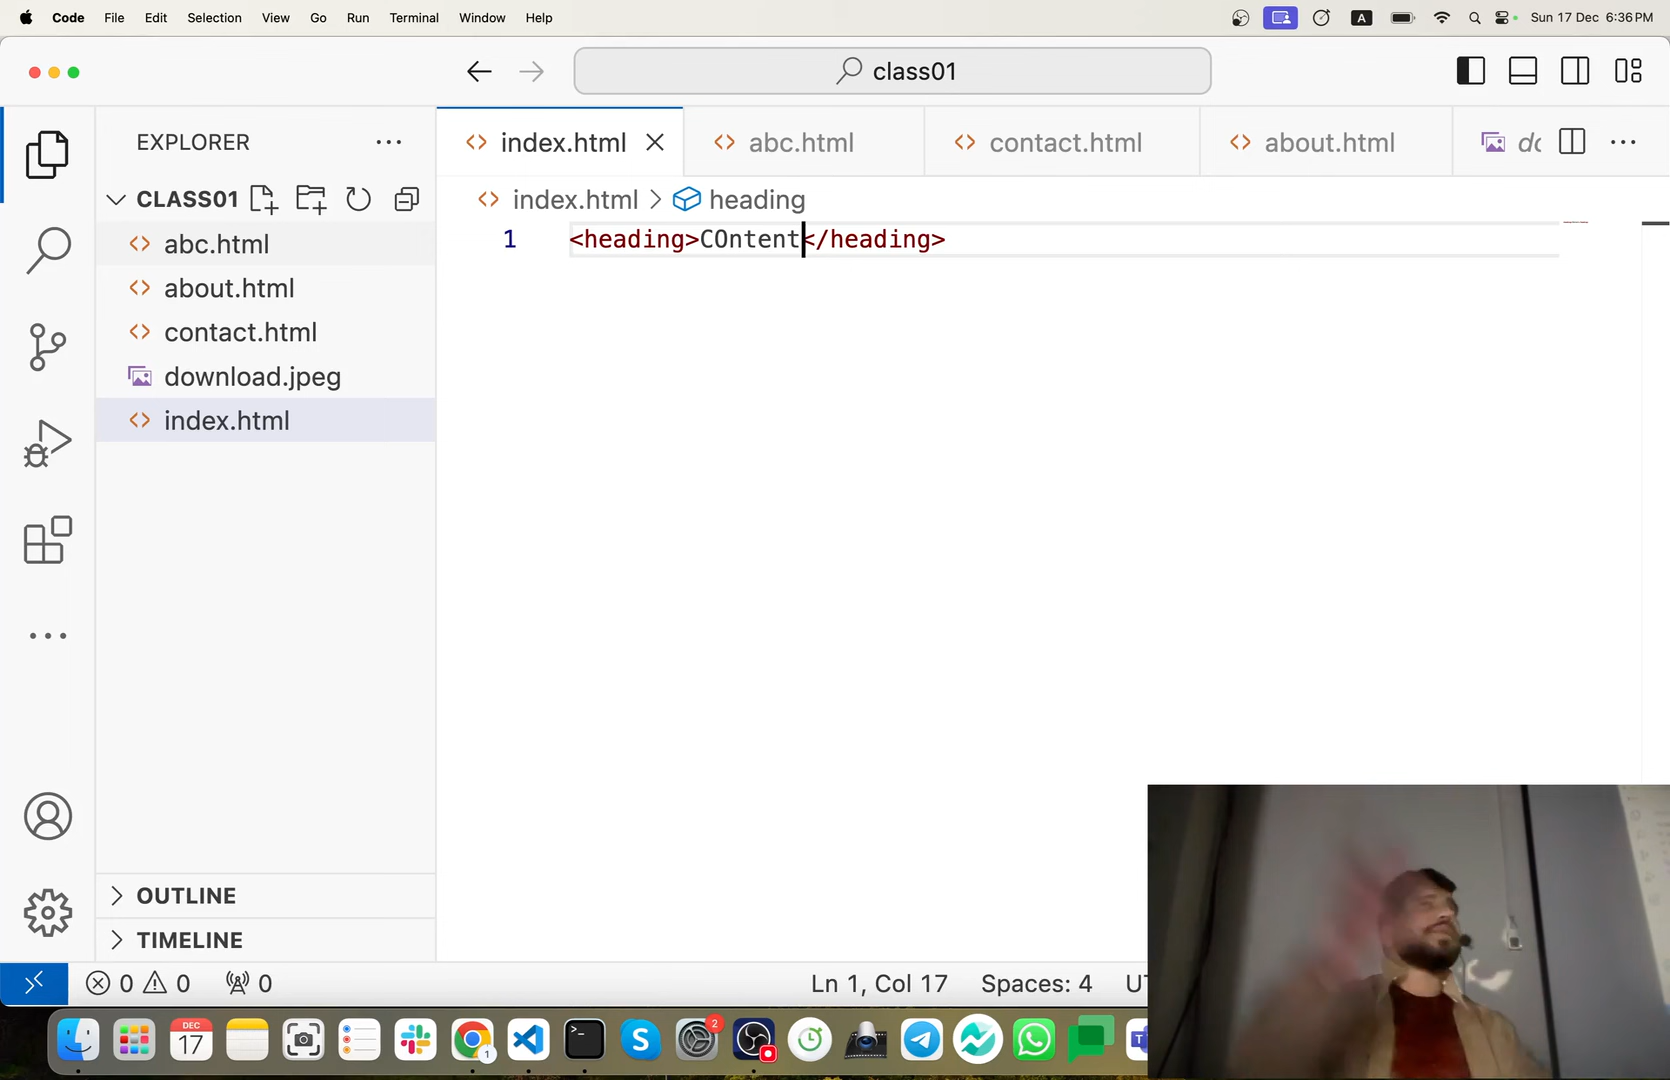 Code File Edit Selection View Go Run Terminal Window Help A Sun 17 Dec 6:36 PM
class01
EXPLORER
index.html abc.html contact.html about.html
CLASS01
index.html > heading
abc.html
1 <heading>COntent</heading>
about.html
contact.html
download.jpeg
index.html
OUTLINE
TIMELINE
0 0 0 Ln 1, Col 17 Spaces: 4
DEC
17
2
1
S